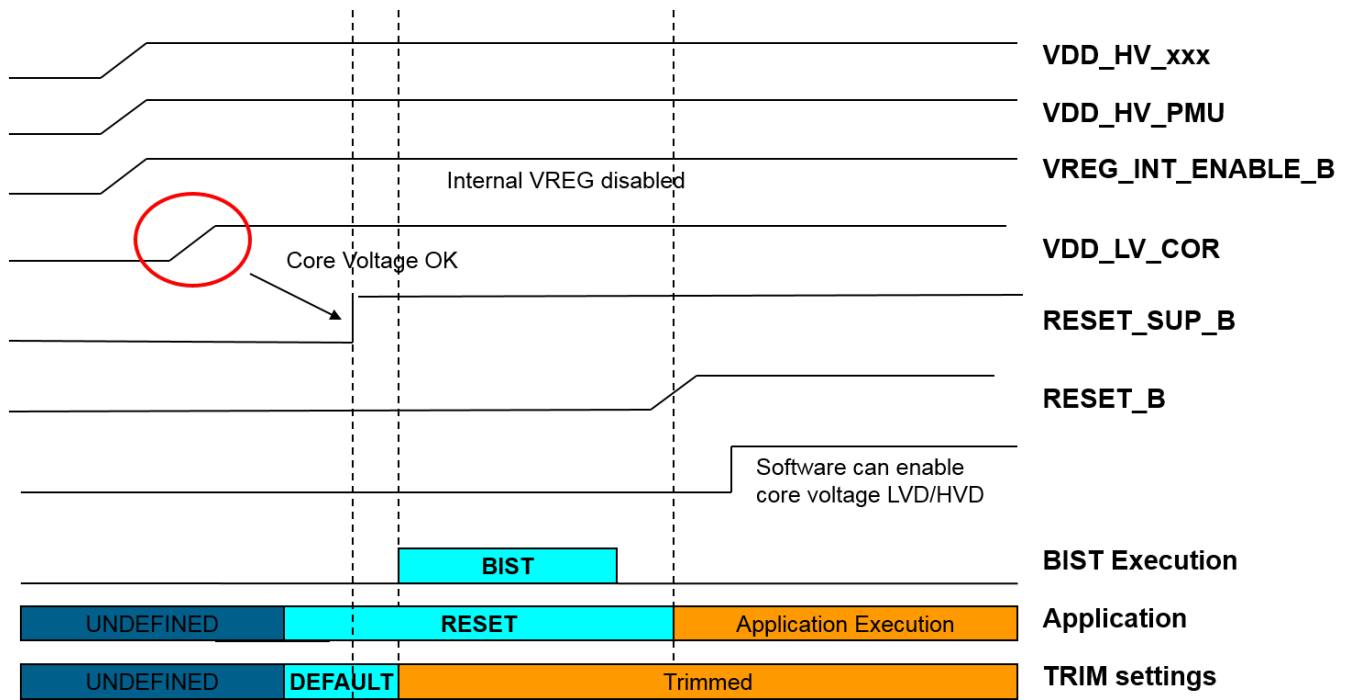 VDD_HV_xxx
VDD_HV_PMU
VREG_INT_ENABLE_B
Internal VREG disabled
VDD_LV_COR
Core Voltage OK
RESET_SUP_B
RESET_B
Software can enable
core voltage LVD/HVD
BIST
BIST Execution
UNDEFINED RESET Application Execution Application
UNDEFINED DEFAULT Trimmed TRIM settings